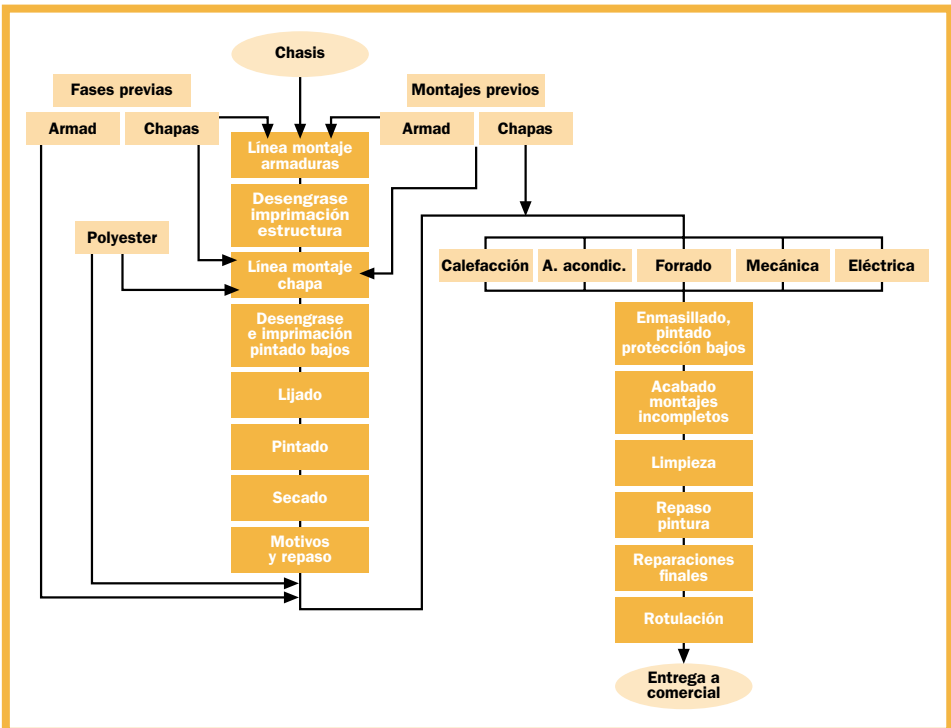 Chasis
Fases previas
Montajes previos
Armad
Chapas
Armad
Chapas
Línea montaje
armaduras
Desengrase
imprimación
estructura
Polyester
Línea montaje
chapa
Desengrase
e imprimación
pintado bajos
Lijado
Pintado
Secado
Motivos
y repaso
Calefacción
A. acondic.
Forrado
Mecánica
Eléctrica
Enmasillado,
pintado
protección bajos
Acabado
montajes
incompletos
Limpieza
Repaso
pintura
Reparaciones
finales
Rotulación
Entrega a
comercial